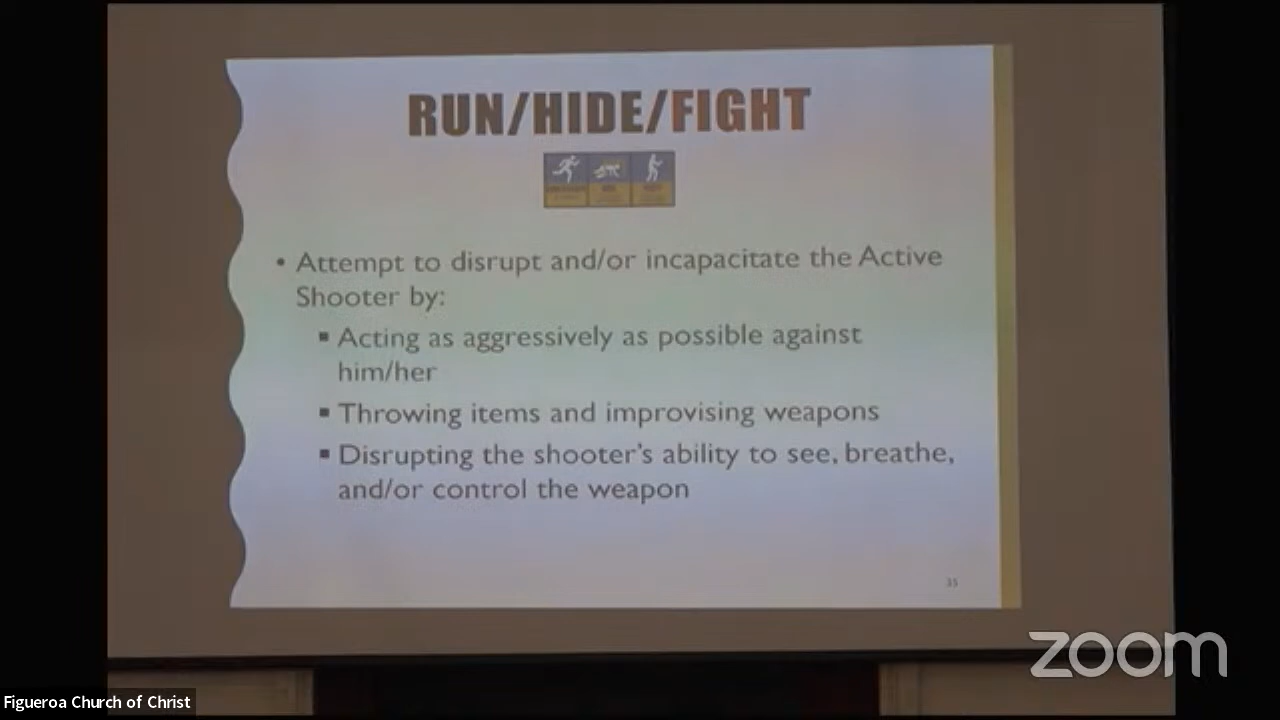 RUN/HIDE/FIGHT
• Attempt to disrupt and/or incapacitate the Active
Shooter by:
▪ Acting as aggressively as possible against
him/her
▪ Throwing items and improvising weapons
▪ Disrupting the shooter's ability to see, breathe,
and/or control the weapon
35
zoom
Figueroa Church of Christ